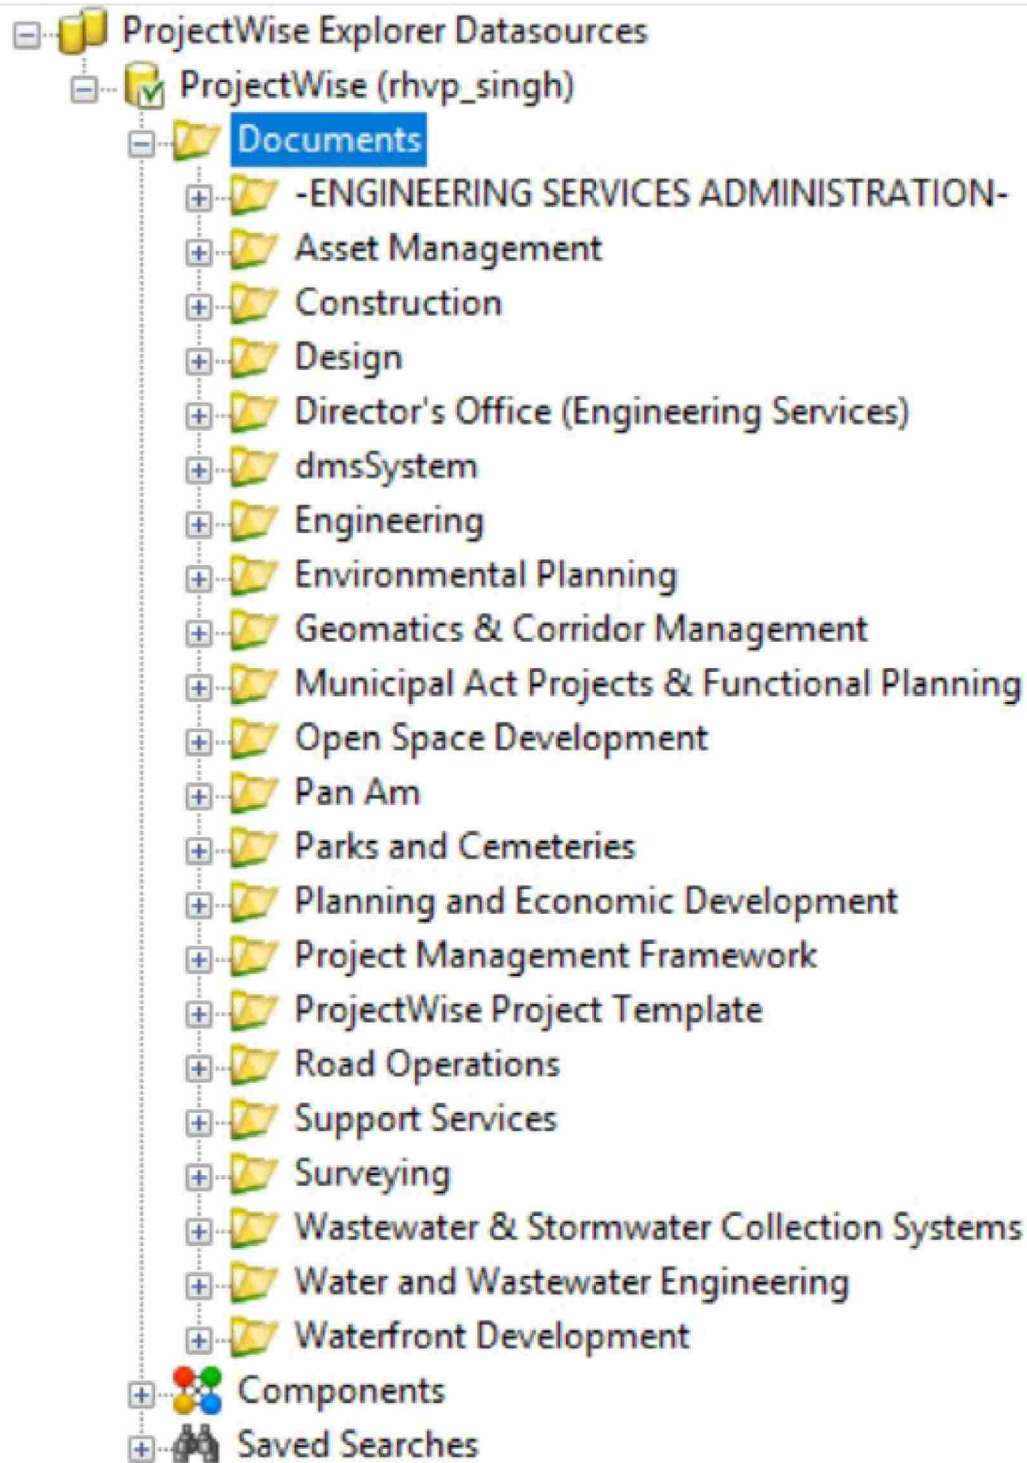 ProjectWise Explorer Datasources
ProjectWise (rhvp_singh)
Documents
-ENGINEERING SERVICES ADMINISTRATION-
Asset Management
Construction
Design
Director's Office (Engineering Services)
dmsSystem
Engineering
Environmental Planning
Geomatics & Corridor Management
Municipal Act Projects & Functional Planning
Open Space Development
Pan Am
Parks and Cemeteries
Planning and Economic Development
Project Management Framework
ProjectWise Project Template
Road Operations
Support Services
Surveying
Wastewater & Stormwater Collection Systems
Water and Wastewater Engineering
Waterfront Development
Components
Saved Searches